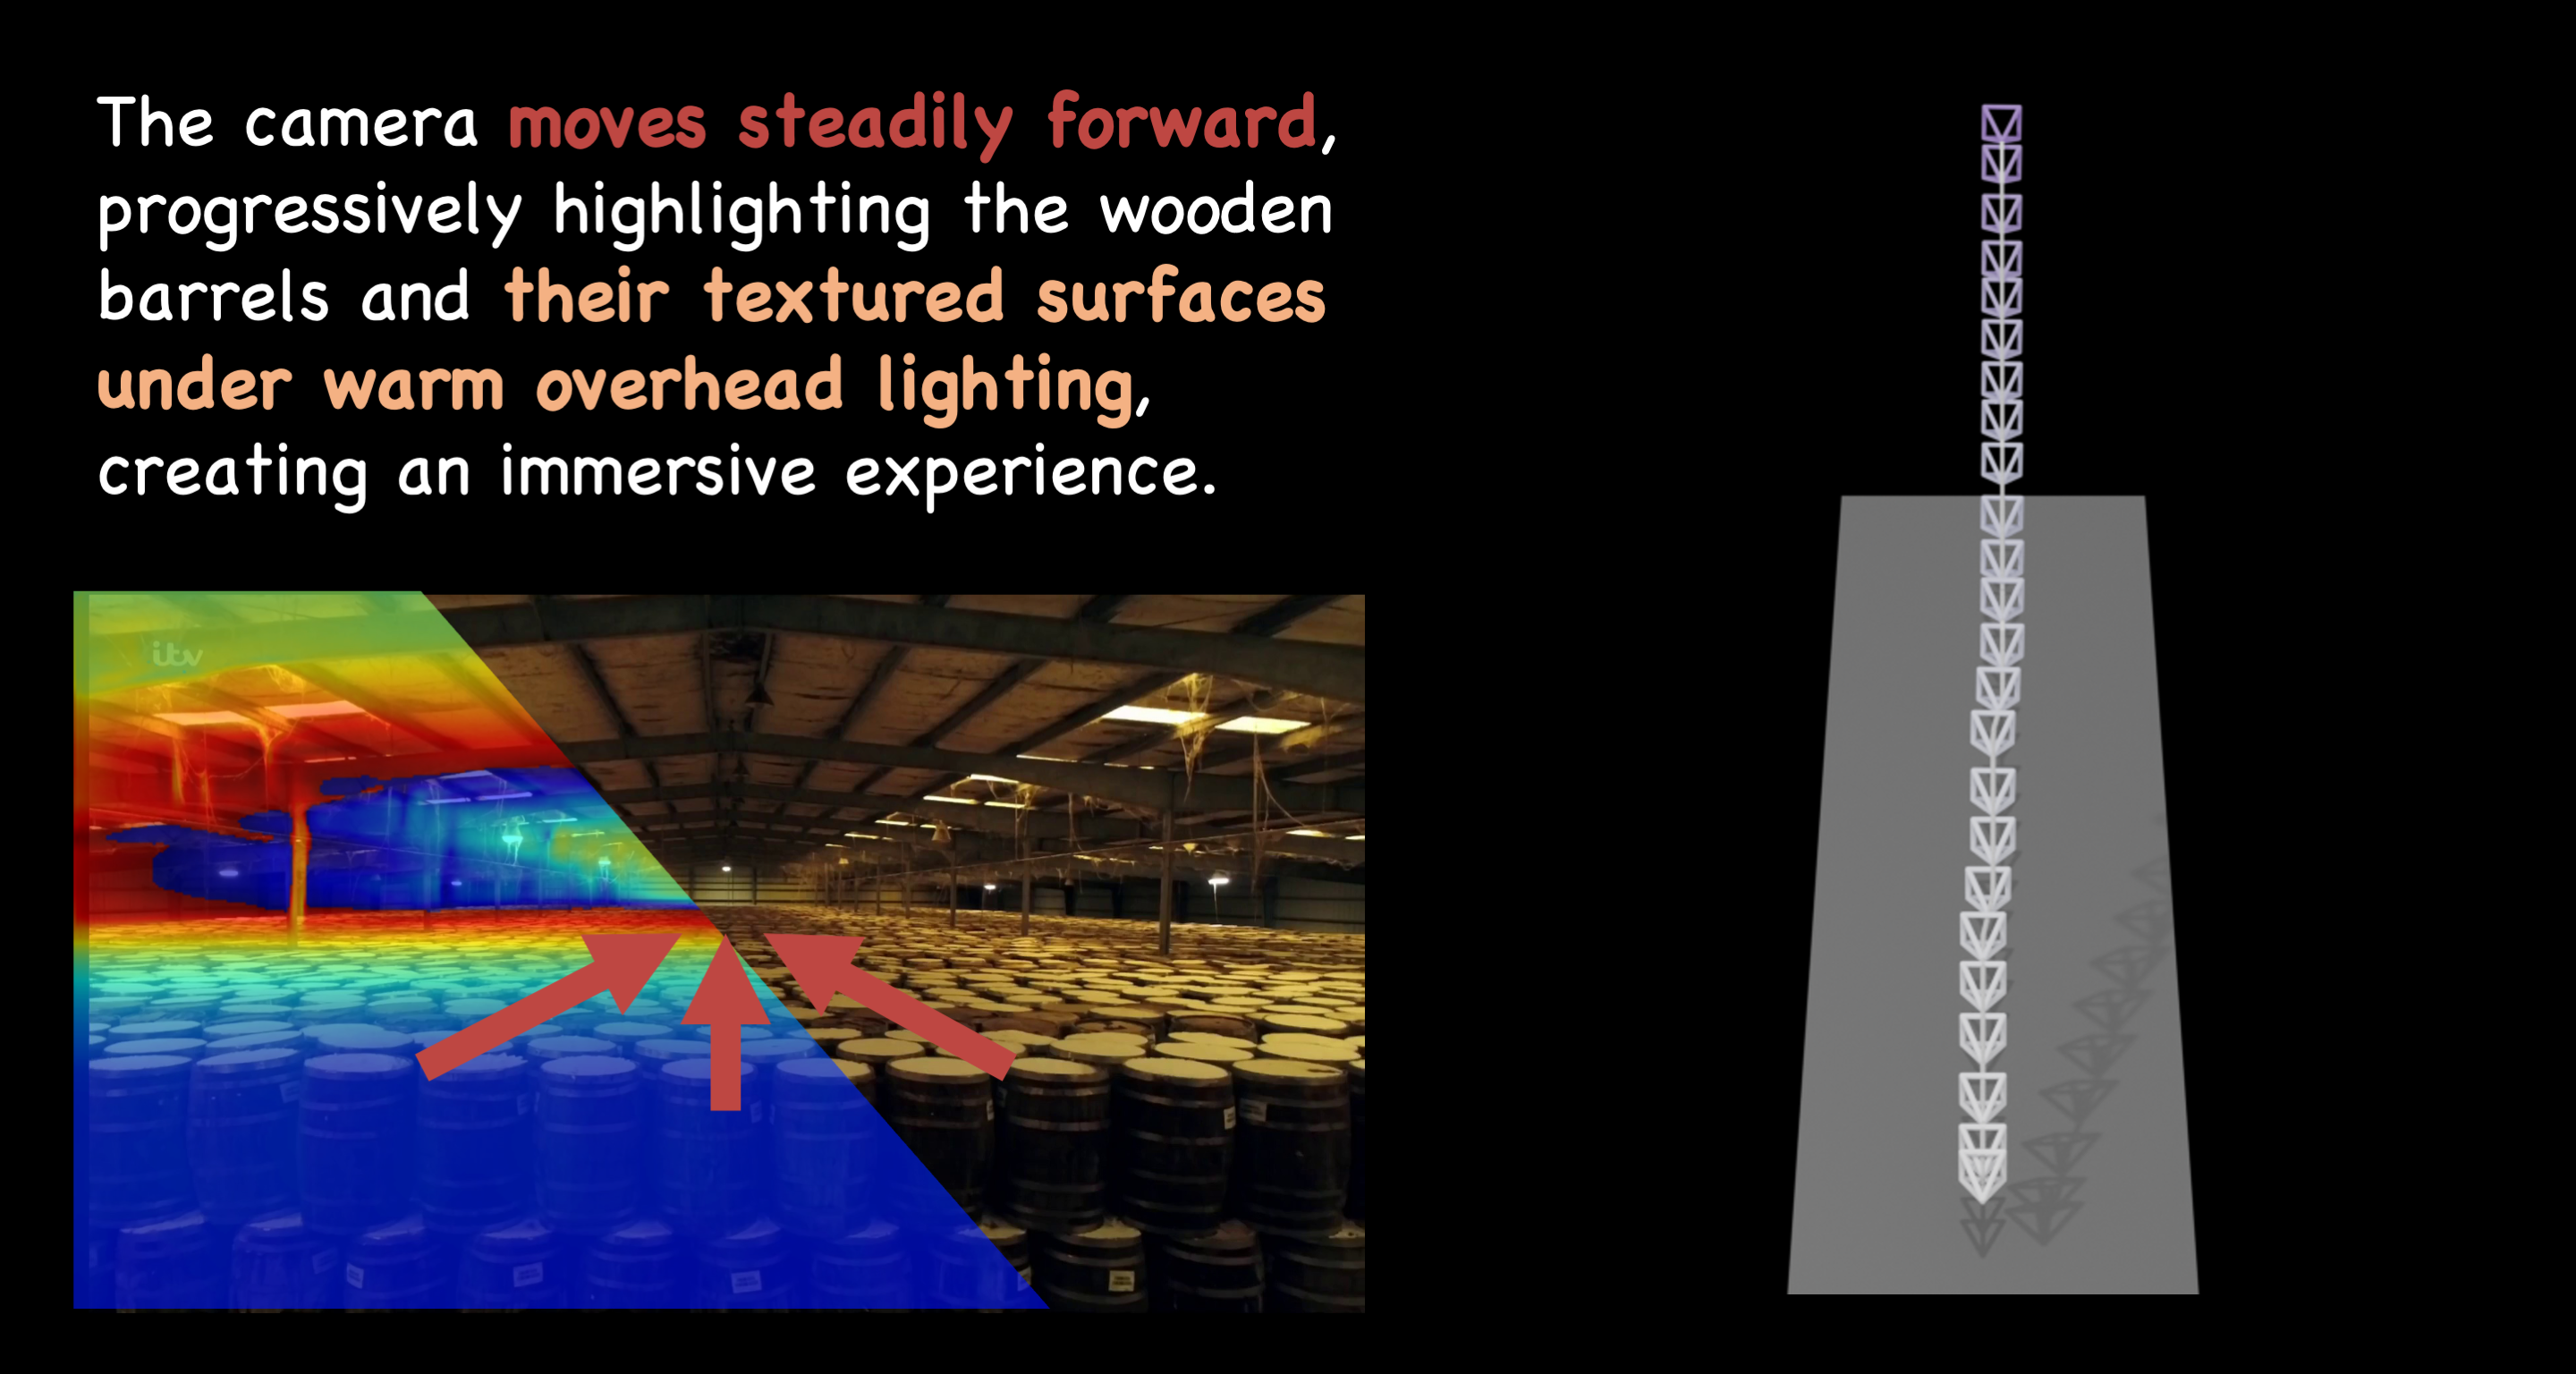 The camera moves steadily forward,
progressively highlighting the wooden
barrels and their textured surfaces
under warm overhead lighting,
creating an immersive experience.
itv